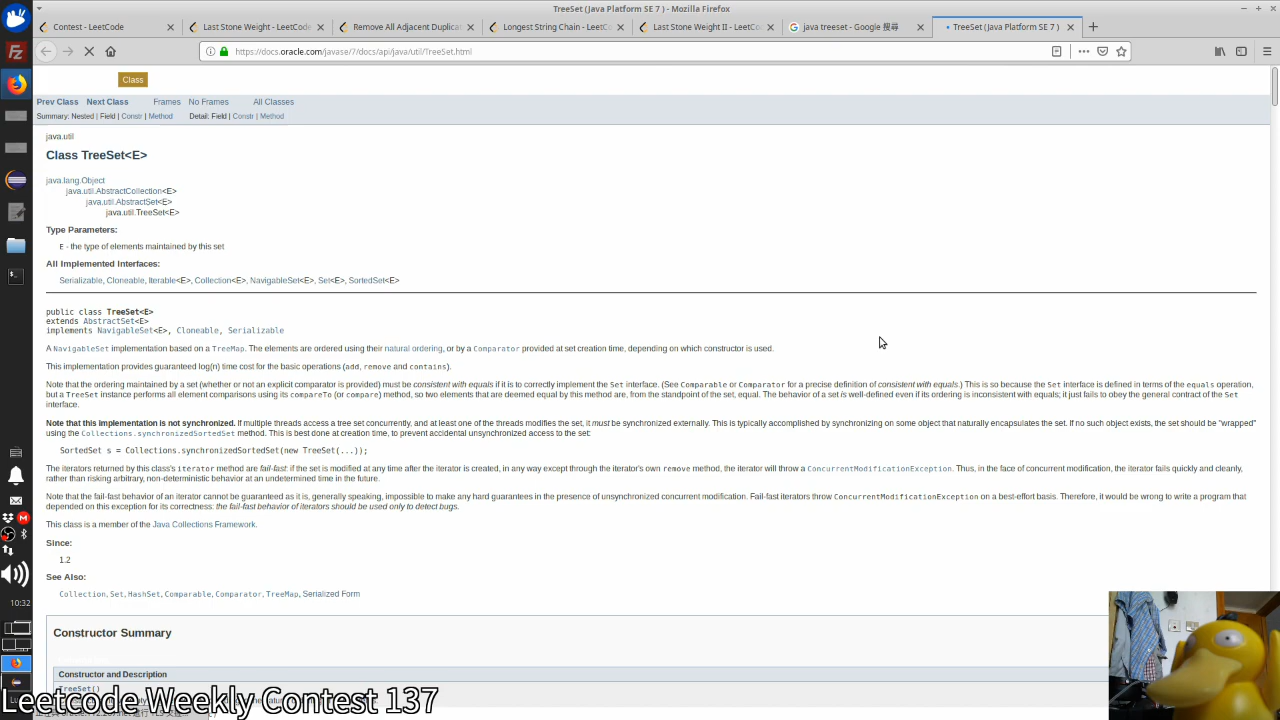 TreeSet (Java Platform SE 7 ) - Mozilla Firefox
Contest - LeetCode
Last Stone Weight - LeetCode
Remove All Adjacent Duplicat
Longest String Chain - LeetCo
Last Stone Weight II - LeetCo
java treeset - Google 搜尋
TreeSet (Java Platform SE 7 )
https://docs.oracle.com/javase/7/docs/api/java/util/TreeSet.html
Class
Prev Class Next Class Frames No Frames All Classes
Summary: Nested | Field | Constr | Method Detail: Field | Constr | Method
java.util
Class TreeSet<E>
java.lang.Object
java.util.AbstractCollection<E>
java.util.AbstractSet<E>
java.util.TreeSet<E>
Type Parameters:
E - the type of elements maintained by this set
All Implemented Interfaces:
Serializable, Cloneable, Iterable<E>, Collection<E>, NavigableSet<E>, Set<E>, SortedSet<E>
public class TreeSet<E>
extends AbstractSet<E>
implements NavigableSet<E>, Cloneable, Serializable
A NavigableSet implementation based on a TreeMap. The elements are ordered using their natural ordering, or by a Comparator provided at set creation time, depending on which constructor is used.
This implementation provides guaranteed log(n) time cost for the basic operations (add, remove and contains).
Note that the ordering maintained by a set (whether or not an explicit comparator is provided) must be consistent with equals if it is to correctly implement the Set interface. (See Comparable or Comparator for a precise definition of consistent with equals.) This is so because the Set interface is defined in terms of the equals operation,
but a TreeSet instance performs all element comparisons using its compareTo (or compare) method, so two elements that are deemed equal by this method are, from the standpoint of the set, equal. The behavior of a set is well-defined even if its ordering is inconsistent with equals; it just fails to obey the general contract of the Set
interface.
Note that this implementation is not synchronized. If multiple threads access a tree set concurrently, and at least one of the threads modifies the set, it must be synchronized externally. This is typically accomplished by synchronizing on some object that naturally encapsulates the set. If no such object exists, the set should be "wrapped"
using the Collections.synchronizedSortedSet method. This is best done at creation time, to prevent accidental unsynchronized access to the set:
SortedSet s = Collections.synchronizedSortedSet(new TreeSet(...));
The iterators returned by this class's iterator method are fail-fast: if the set is modified at any time after the iterator is created, in any way except through the iterator's own remove method, the iterator will throw a ConcurrentModificationException. Thus, in the face of concurrent modification, the iterator fails quickly and cleanly,
rather than risking arbitrary, non-deterministic behavior at an undetermined time in the future.
Note that the fail-fast behavior of an iterator cannot be guaranteed as it is, generally speaking, impossible to make any hard guarantees in the presence of unsynchronized concurrent modification. Fail-fast iterators throw ConcurrentModificationException on a best-effort basis. Therefore, it would be wrong to write a program that
depended on this exception for its correctness: the fail-fast behavior of iterators should be used only to detect bugs.
This class is a member of the Java Collections Framework.
Since:
1.2
See Also:
Collection, Set, HashSet, Comparable, Comparator, TreeMap, Serialized Form
10:32
Constructor Summary
Constructor and Description
TreeSet()
Leetcode Weekly Contest 137